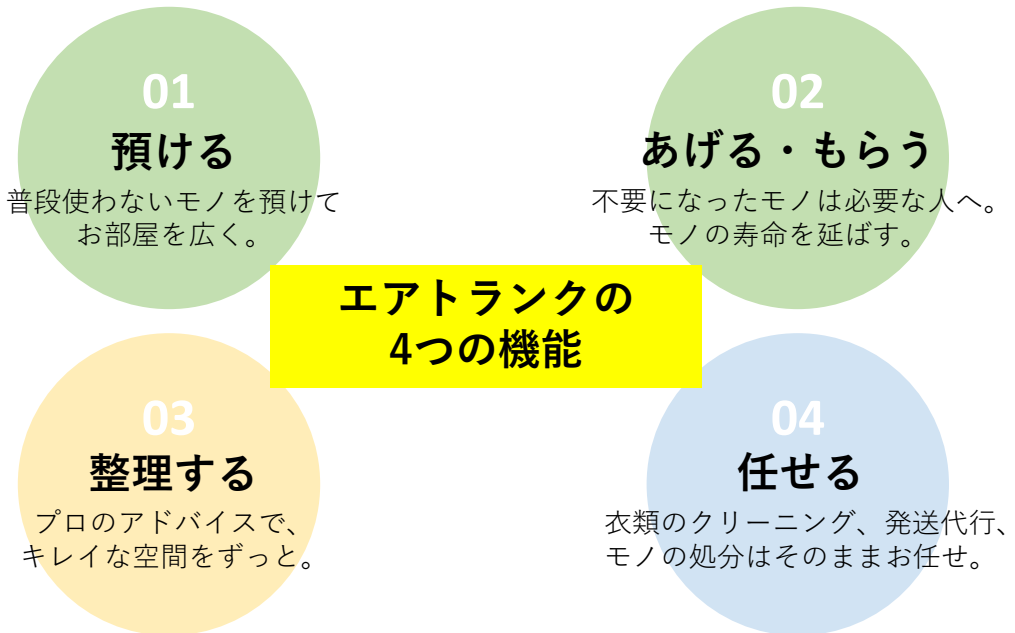 01
預ける
普段使わないモノを預けて
お部屋を広く。
02
あげる・もらう
不要になったモノは必要な人へ。
モノの寿命を延ばす。
エアトランクの
4つの機能
03
整理する
プロのアドバイスで、
キレイな空間をずっと。
04
任せる
衣類のクリーニング、発送代行、
モノの処分はそのままお任せ。